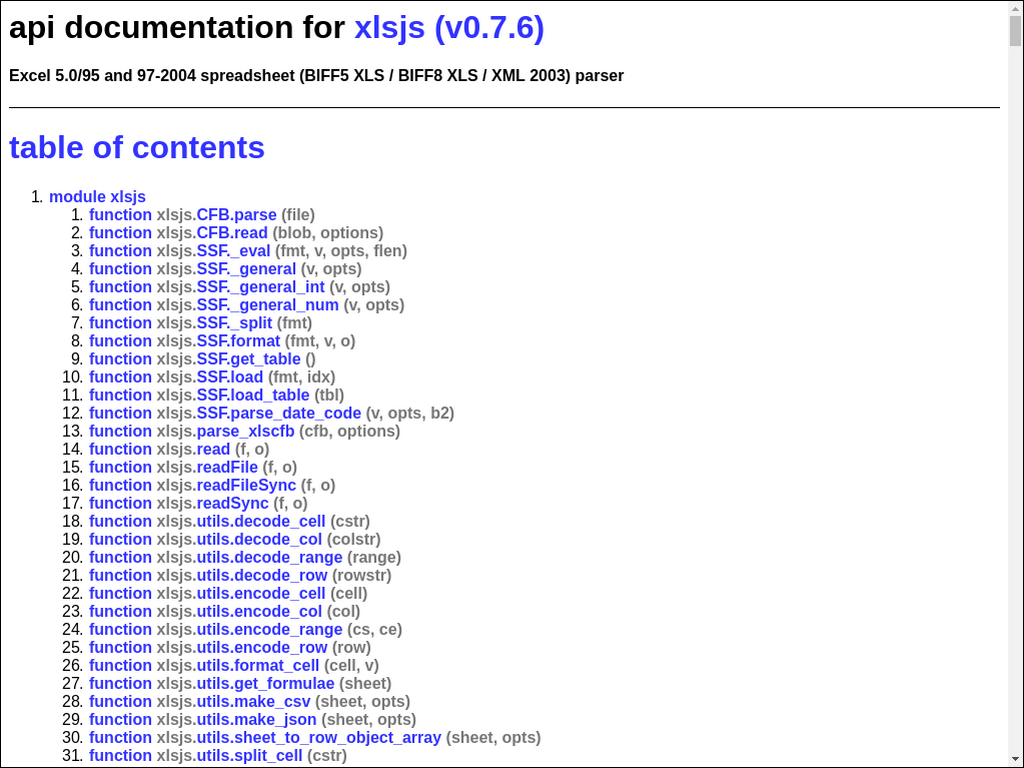 api documentation for xlsjs (v0.7.6)
Excel 5.0/95 and 97-2004 spreadsheet (BIFF5 XLS / BIFF8 XLS / XML 2003) parser
table of contents
1. module xlsjs
1. function xlsjs.CFB.parse (file)
2. function xlsjs.CFB.read (blob, options)
3. function xlsjs.SSF._eval (fmt, v, opts, flen)
4. function xlsjs.SSF._general (v, opts)
5. function xlsjs.SSF._general_int (v, opts)
6. function xlsjs.SSF._general_num (v, opts)
7. function xlsjs.SSF._split (fmt)
8. function xlsjs.SSF.format (fmt, v, o)
9. function xlsjs.SSF.get_table ()
10. function xlsjs.SSF.load (fmt, idx)
11. function xlsjs.SSF.load_table (tbl)
12. function xlsjs.SSF.parse_date_code (v, opts, b2)
13. function xlsjs.parse_xlscfb (cfb, options)
14. function xlsjs.read (f, o)
15. function xlsjs.readFile (f, o)
16. function xlsjs.readFileSync (f, o)
17. function xlsjs.readSync (f, o)
18. function xlsjs.utils.decode_cell (cstr)
19. function xlsjs.utils.decode_col (colstr)
20. function xlsjs.utils.decode_range (range)
21. function xlsjs.utils.decode_row (rowstr)
22. function xlsjs.utils.encode_cell (cell)
23. function xlsjs.utils.encode_col (col)
24. function xlsjs.utils.encode_range (cs, ce)
25. function xlsjs.utils.encode_row (row)
26. function xlsjs.utils.format_cell (cell, v)
27. function xlsjs.utils.get_formulae (sheet)
28. function xlsjs.utils.make_csv (sheet, opts)
29. function xlsjs.utils.make_json (sheet, opts)
30. function xlsjs.utils.sheet_to_row_object_array (sheet, opts)
31. function xlsjs.utils.split_cell (cstr)